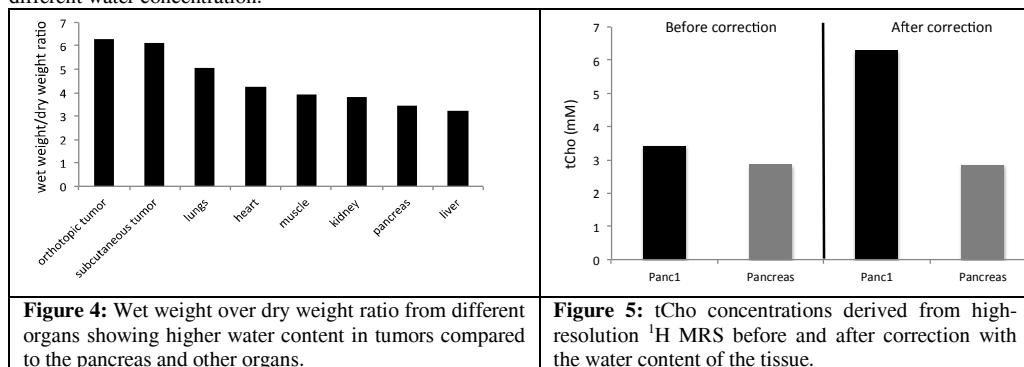 different water concentration.
7
6
5
4
3
2
1
0
wet weight/dry weight ratio
orthotopic tumor
subcutaneous tumor
lungs
heart
muscle
kidney
pancreas
liver
Before correction
After correction
7
6
5
4
3
2
1
0
tCho (mM)
Panc1
Pancreas
Panc1
Pancreas
Figure 4: Wet weight over dry weight ratio from different
organs showing higher water content in tumors compared
to the pancreas and other organs.
Figure 5: tCho concentrations derived from high-
resolution ¹H MRS before and after correction with
the water content of the tissue.